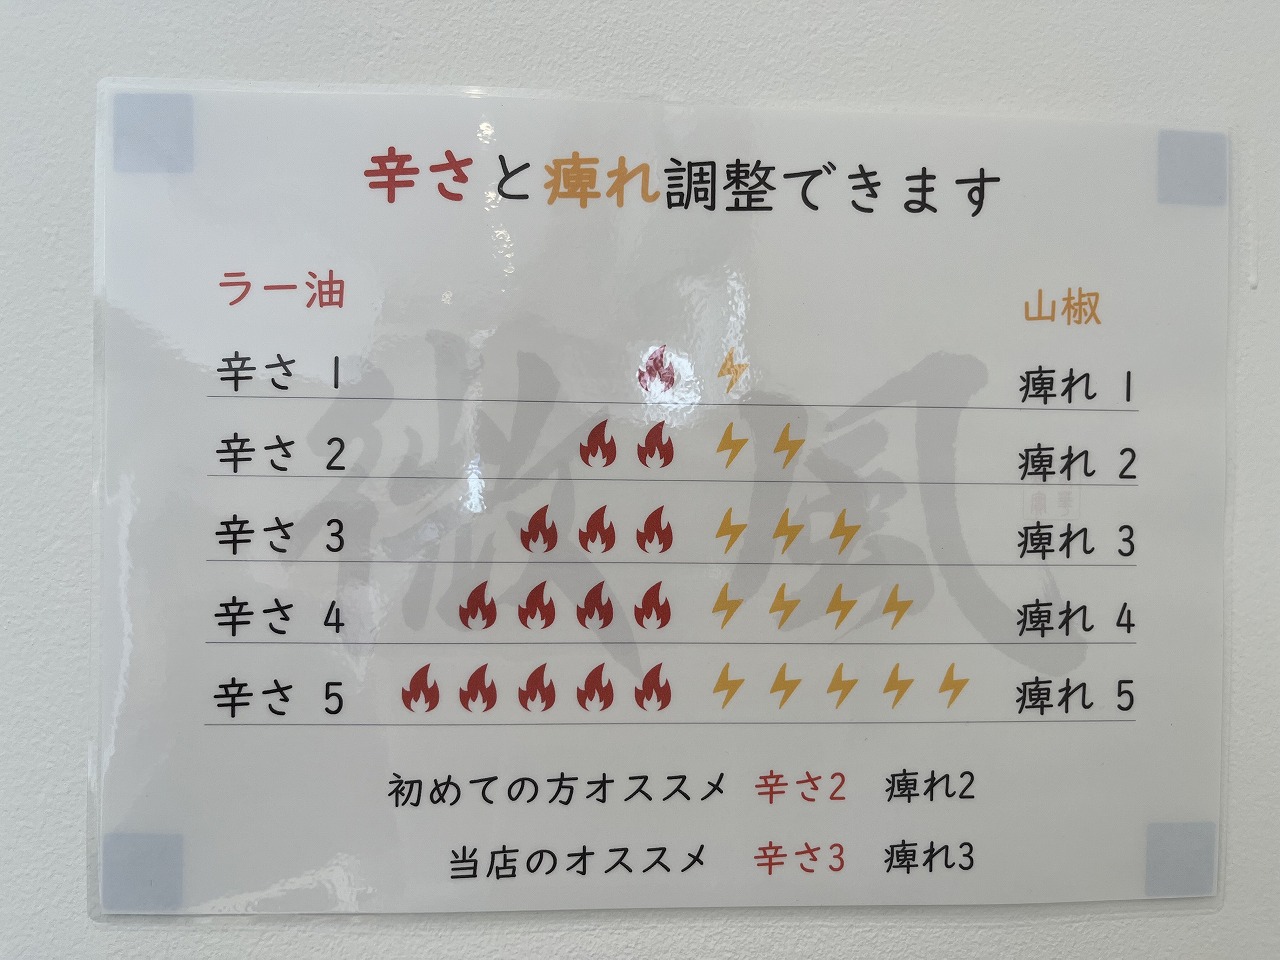 辛さと痺れ調整できます
ラー油 山椒
辛さ 1 痺れ 1
辛さ 2 痺れ 2
辛さ 3 痺れ 3
辛さ 4 痺れ 4
辛さ 5 痺れ 5
微風
初めての方オススメ 辛さ2 痺れ2
当店のオススメ 辛さ3 痺れ3